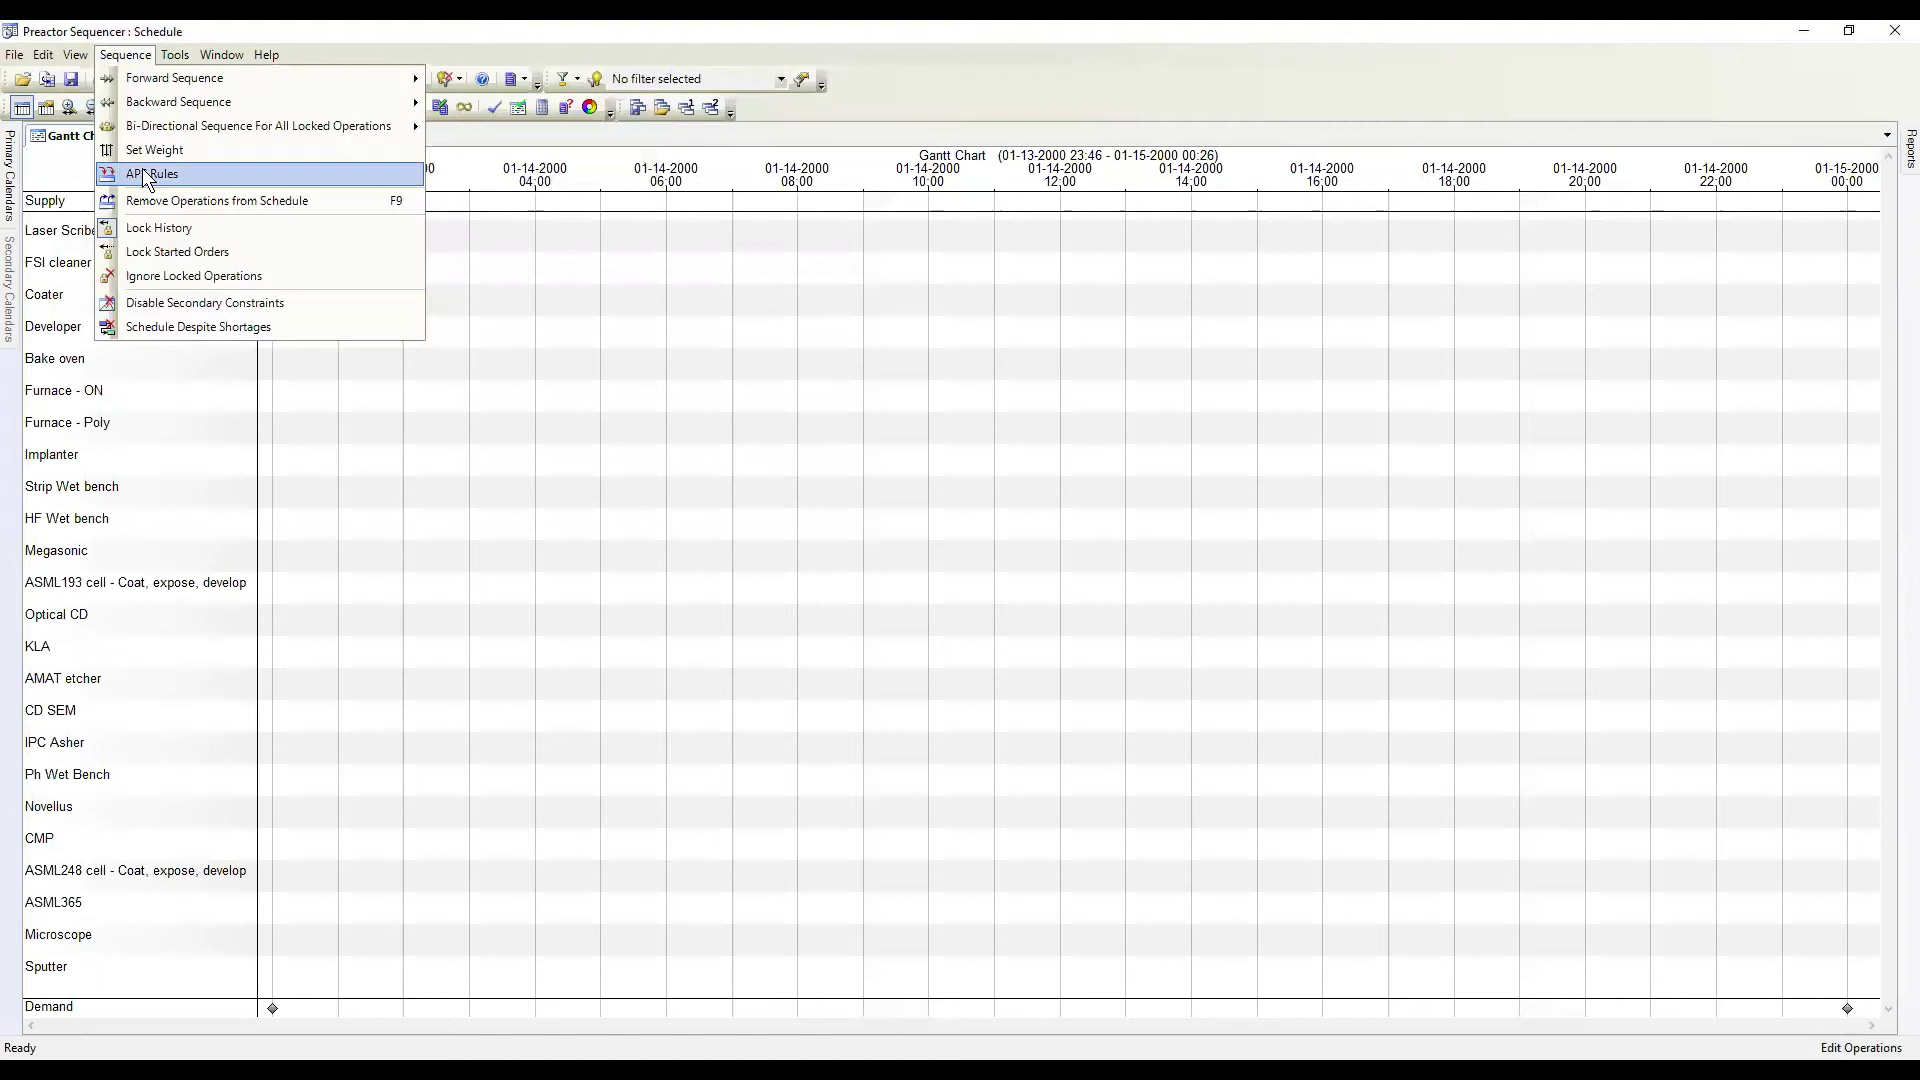 Preactor Sequencer : Schedule
File Edit View Sequence Tools Window Help
No filter selected
Forward Sequence
Backward Sequence
Bi-Directional Sequence For All Locked Operations
Set Weight
Rules
Remove Operations from Schedule F9
Lock History
Lock Started Orders
Ignore Locked Operations
Disable Secondary Constraints
Schedule Despite Shortages
Primary Calendars
Secondary Calendars
Reports
Gantt Ch
Gantt Chart (01-13-2000 23:46 - 01-15-2000 00:26)
01-14-2000 01-14-2000 01-14-2000 01-14-2000 01-14-2000 01-14-2000 01-14-2000 01-14-2000 01-14-2000 01-14-2000 01-15-2000
04:00 06:00 08:00 10:00 12:00 14:00 16:00 18:00 20:00 22:00 00:00
Supply
Laser Scribe
FSI cleaner
Coater
Developer
Bake oven
Furnace - ON
Furnace - Poly
Implanter
Strip Wet bench
HF Wet bench
Megasonic
ASML193 cell - Coat, expose, develop
Optical CD
KLA
AMAT etcher
CD SEM
IPC Asher
Ph Wet Bench
Novellus
CMP
ASML248 cell - Coat, expose, develop
ASML365
Microscope
Sputter
Demand
Ready Edit Operations